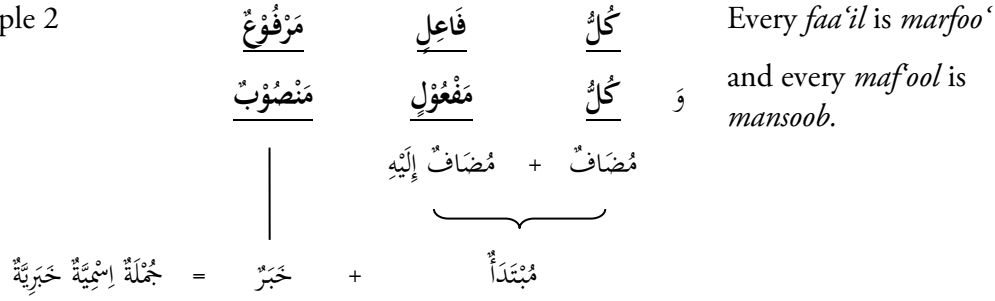 ple 2
كُلُّ فَاعِلٍ مَرْفُوْعٌ
Every faa‘il is marfoo‘
وَ كُلُّ مَفْعُوْلٍ مَنْصُوْبٌ
and every maf‘ool is
mansoob.
مُضَافٌ + مُضَافٌ إِلَيْهِ
مُبْتَدَأٌ + خَبَرٌ = جُمْلَةٌ اِسْمِيَّةٌ خَبَرِيَّةٌ